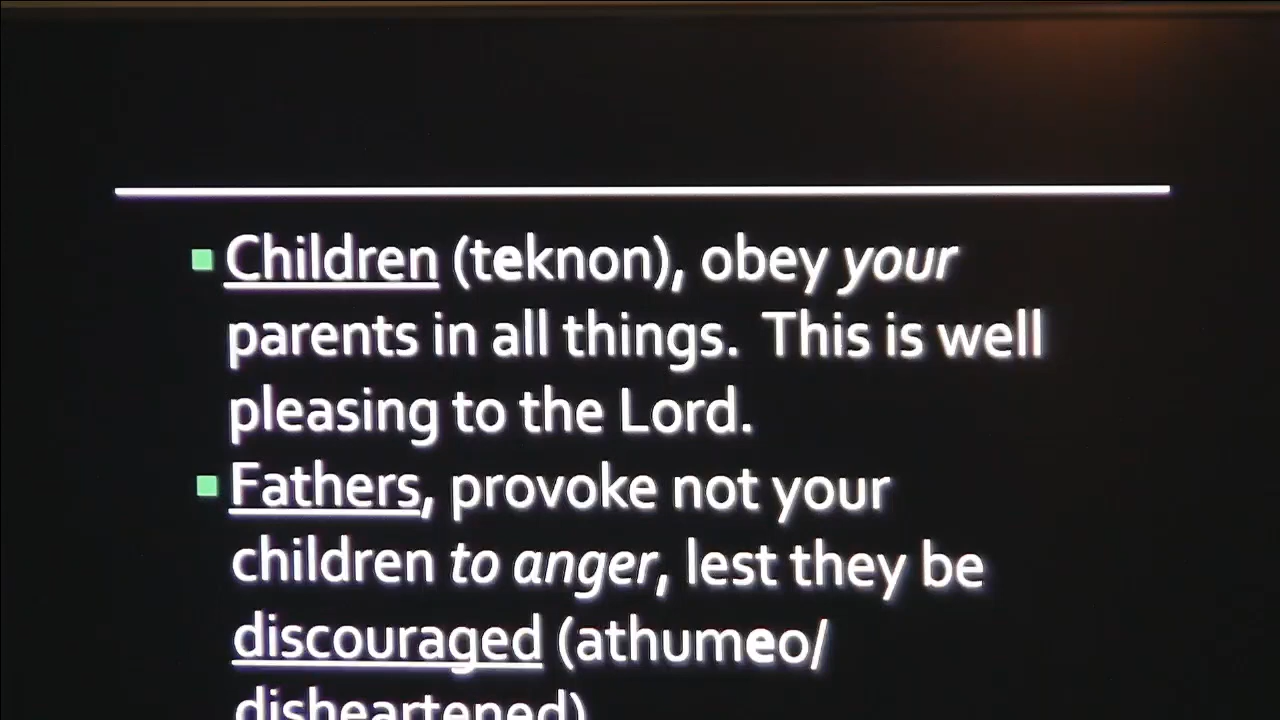 Children (teknon), obey your
parents in all things.  This is well
pleasing to the Lord.
Fathers, provoke not your
children to anger, lest they be
discouraged (athumeo/
disheartened)